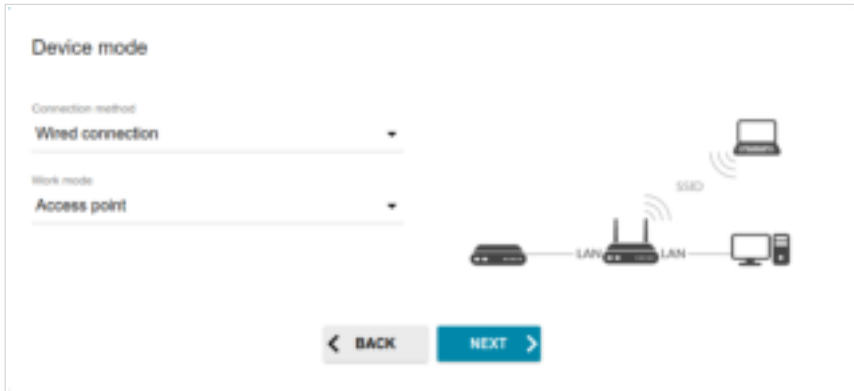 Device mode
Connection method
Wired connection
Work mode
Access point
SSID
LAN LAN
BACK NEXT